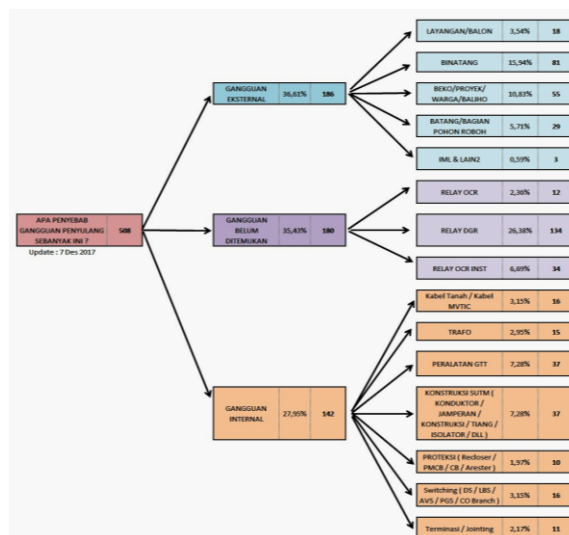 LAYANGAN/BALON 3,54% 18
BINATANG 15,94% 81
BEKO/PROYEK/
WARGA/BALIHO 10,83% 55
BATANG/BAGIAN
POHON ROBOH 5,71% 29
IML & LAIN2 0,59% 3
GANGGUAN
EKSTERNAL 36,61% 186
RELAY OCR 2,36% 12
RELAY DGR 26,38% 134
RELAY OCR INST 6,69% 34
GANGGUAN
BELUM
DITEMUKAN 35,43% 180
APA PENYEBAB
GANGGUAN PENYULANG
SEBANYAK INI ? 508
Update : 7 Des 2017
Kabel Tanah / Kabel
MVTIC 3,15% 16
TRAFO 2,95% 15
PERALATAN GTT 7,28% 37
KONSTRUKSI SUTM (
KONDUKTOR /
JAMPERAN /
KONSTRUKSI / TIANG
/ ISOLATOR / DLL ) 7,28% 37
GANGGUAN
INTERNAL 27,95% 142
PROTEKSI ( Recloser /
PMCB / CB / Arester ) 1,97% 10
Switching ( DS / LBS /
AVS / PGS / CO Branch ) 3,15% 16
Terminasi / Jointing 2,17% 11